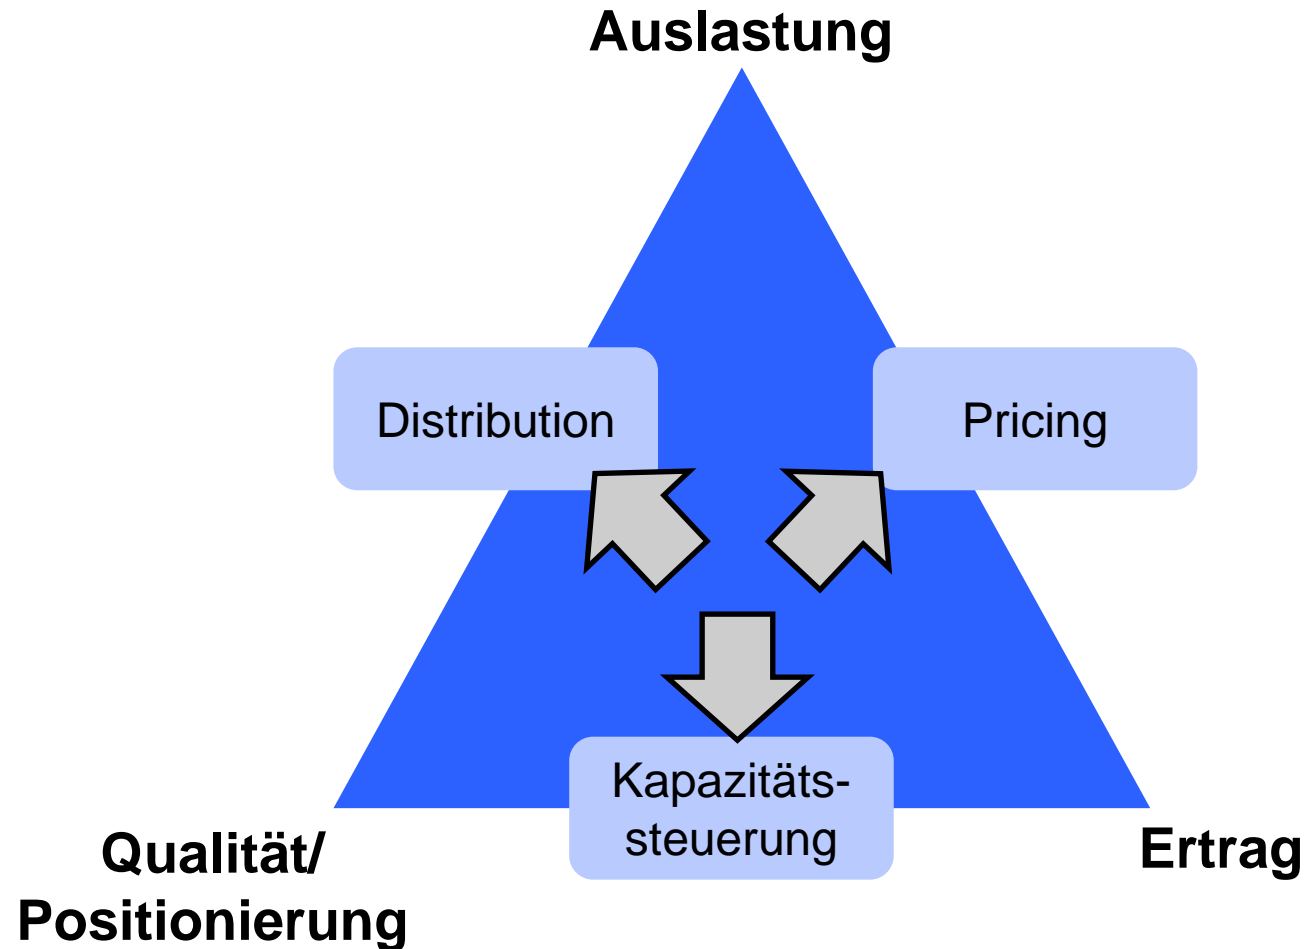 Auslastung
Distribution
Pricing
Kapazitäts-
steuerung
Qualität/
Positionierung
Ertrag